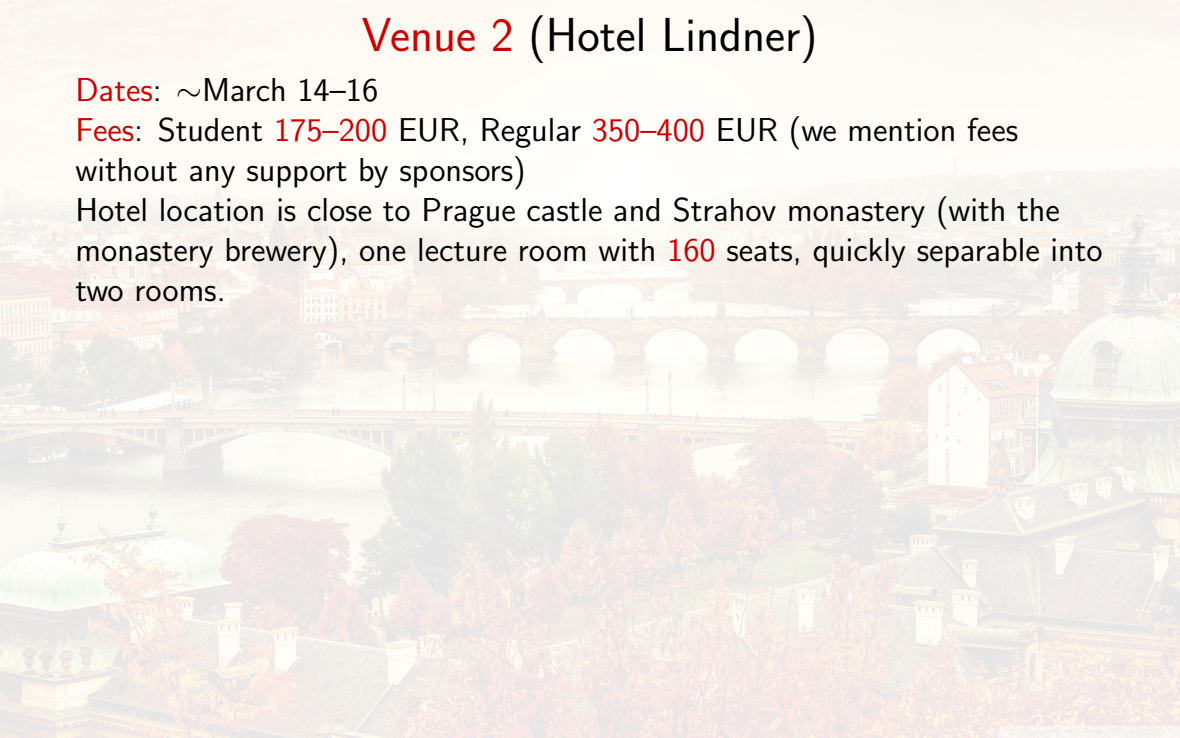 Venue 2 (Hotel Lindner)
Dates: ∼March 14–16
Fees: Student 175–200 EUR, Regular 350–400 EUR (we mention fees
without any support by sponsors)
Hotel location is close to Prague castle and Strahov monastery (with the
monastery brewery), one lecture room with 160 seats, quickly separable into
two rooms.